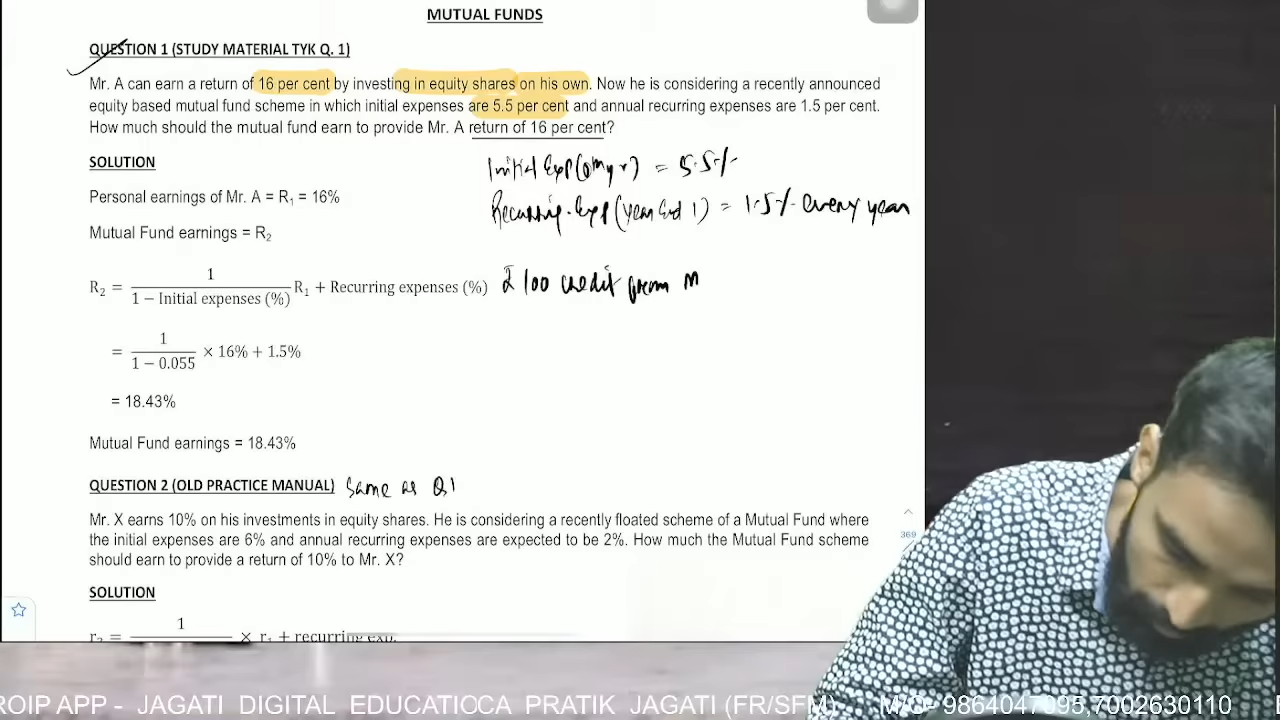 MUTUAL FUNDS
QUESTION 1 (STUDY MATERIAL TYK Q. 1)
Mr. A can earn a return of 16 per cent by investing in equity shares on his own. Now he is considering a recently announced
equity based mutual fund scheme in which initial expenses are 5.5 per cent and annual recurring expenses are 1.5 per cent.
How much should the mutual fund earn to provide Mr. A return of 16 per cent?
SOLUTION
Initial Exp = 5.5%
Personal earnings of Mr. A = R₁ = 16%
Recurring Exp (Year End 1) = 1.5% every year
Mutual Fund earnings = R₂
R₂ = 1 / (1 − Initial expenses (%)) R₁ + Recurring expenses (%)
₹ 100 credit from M
= 1 / (1 − 0.055) × 16% + 1.5%
= 18.43%
Mutual Fund earnings = 18.43%
QUESTION 2 (OLD PRACTICE MANUAL) Same as Q1
Mr. X earns 10% on his investments in equity shares. He is considering a recently floated scheme of a Mutual Fund where
the initial expenses are 6% and annual recurring expenses are expected to be 2%. How much the Mutual Fund scheme
should earn to provide a return of 10% to Mr. X?
369
SOLUTION
r₂ = 1 × r₁ + recurring exp.
ROIP APP - JAGATI DIGITAL EDUCATIOCA PRATIK JAGATI (FR/SFM) 7002630110